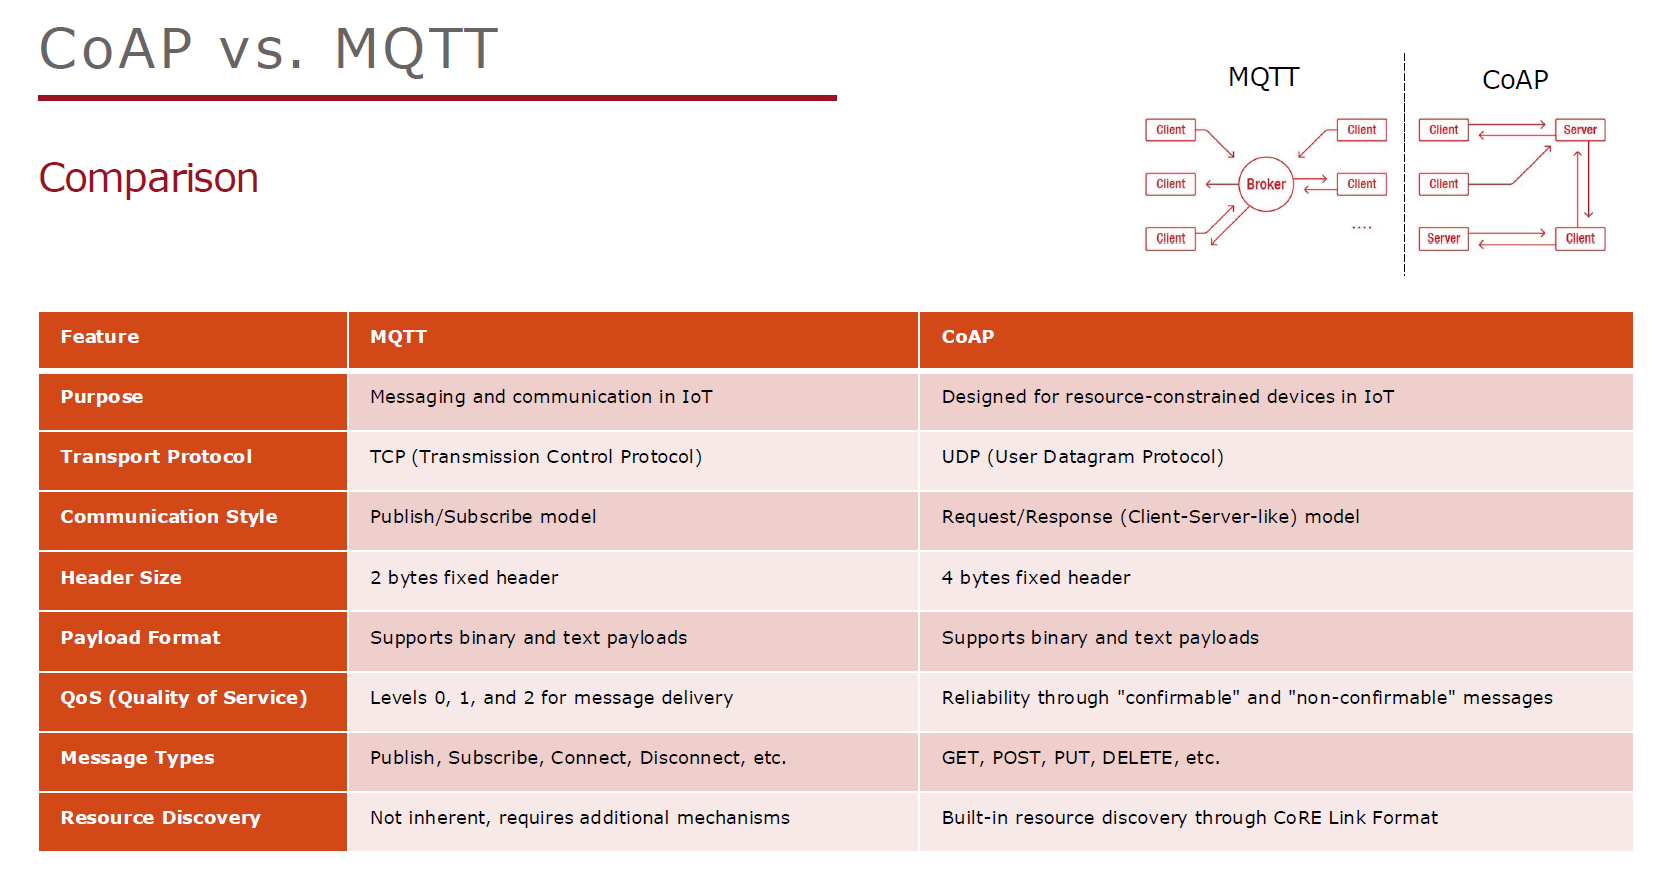 CoAP vs. MQTT
Comparison
MQTT
Client
Client
Client
Broker
Client
Client
Client
....
CoAP
Client
Server
Client
Server
Client
Feature MQTT CoAP
Purpose Messaging and communication in IoT Designed for resource-constrained devices in IoT
Transport Protocol TCP (Transmission Control Protocol) UDP (User Datagram Protocol)
Communication Style Publish/Subscribe model Request/Response (Client-Server-like) model
Header Size 2 bytes fixed header 4 bytes fixed header
Payload Format Supports binary and text payloads Supports binary and text payloads
QoS (Quality of Service) Levels 0, 1, and 2 for message delivery Reliability through "confirmable" and "non-confirmable" messages
Message Types Publish, Subscribe, Connect, Disconnect, etc. GET, POST, PUT, DELETE, etc.
Resource Discovery Not inherent, requires additional mechanisms Built-in resource discovery through CoRE Link Format